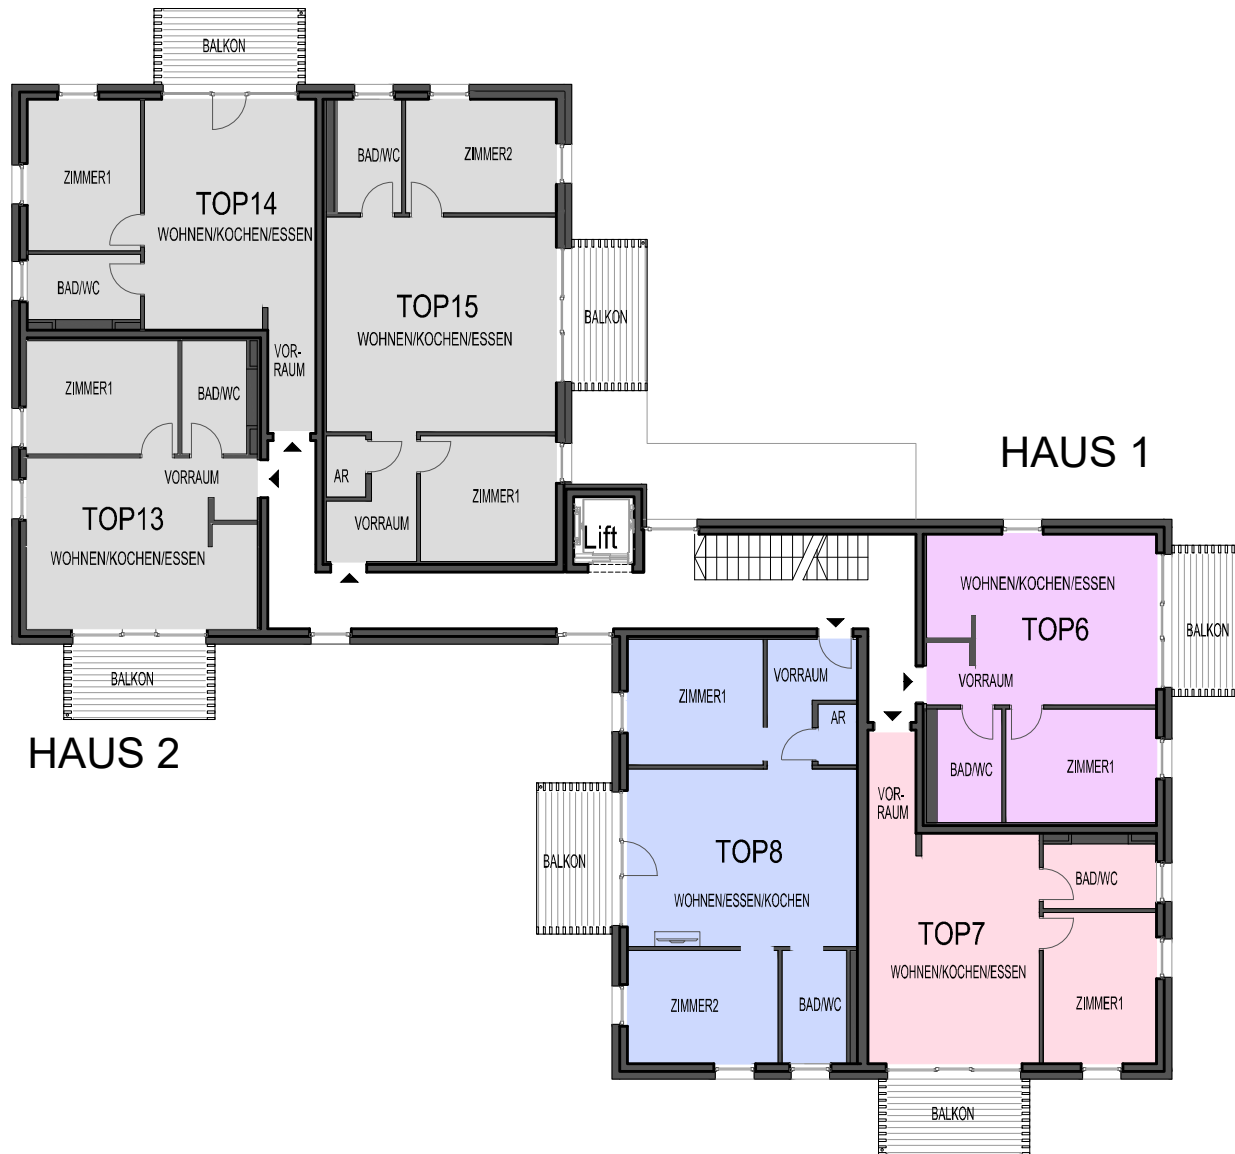 BALKON
ZIMMER1
TOP14
WOHNEN/KOCHEN/ESSEN
BAD/WC
VOR-
RAUM
BAD/WC
ZIMMER2
TOP15
WOHNEN/KOCHEN/ESSEN
BALKON
AR
VORRAUM
ZIMMER1
ZIMMER1
BAD/WC
VORRAUM
TOP13
WOHNEN/KOCHEN/ESSEN
BALKON
HAUS 2
Lift
HAUS 1
WOHNEN/KOCHEN/ESSEN
TOP6
BALKON
VORRAUM
BAD/WC
ZIMMER1
ZIMMER1
VORRAUM
AR
BALKON
TOP8
WOHNEN/ESSEN/KOCHEN
ZIMMER2
BAD/WC
VOR-
RAUM
BAD/WC
TOP7
WOHNEN/KOCHEN/ESSEN
ZIMMER1
BALKON